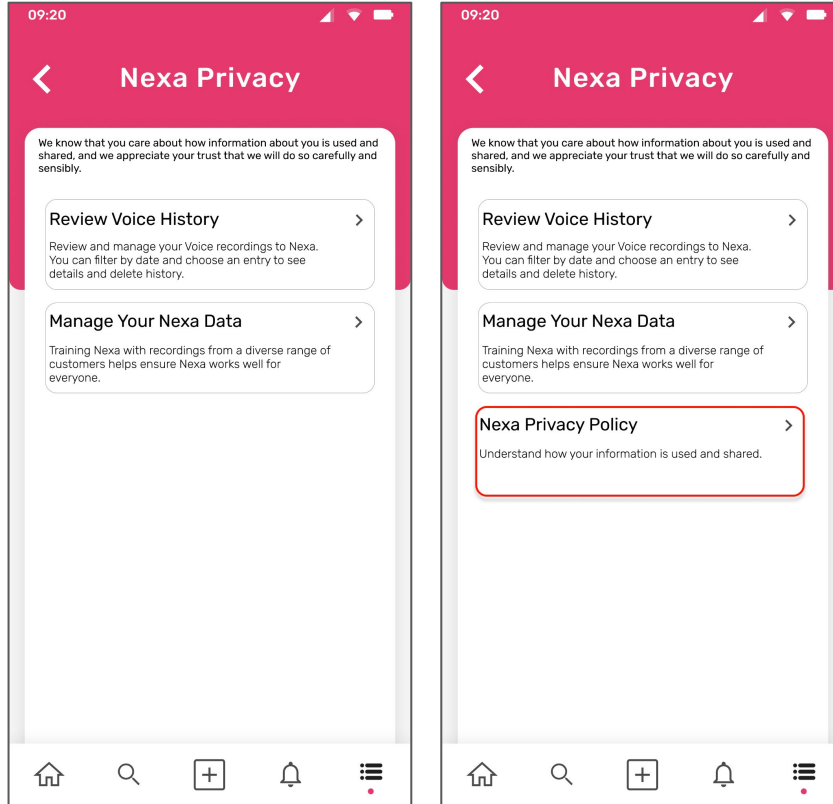 09:20
Nexa Privacy
We know that you care about how information about you is used and
shared, and we appreciate your trust that we will do so carefully and
sensibly.
Review Voice History
Review and manage your Voice recordings to Nexa.
You can filter by date and choose an entry to see
details and delete history.
Manage Your Nexa Data
Training Nexa with recordings from a diverse range of
customers helps ensure Nexa works well for
everyone.
09:20
Nexa Privacy
We know that you care about how information about you is used and
shared, and we appreciate your trust that we will do so carefully and
sensibly.
Review Voice History
Review and manage your Voice recordings to Nexa.
You can filter by date and choose an entry to see
details and delete history.
Manage Your Nexa Data
Training Nexa with recordings from a diverse range of
customers helps ensure Nexa works well for
everyone.
Nexa Privacy Policy
Understand how your information is used and shared.